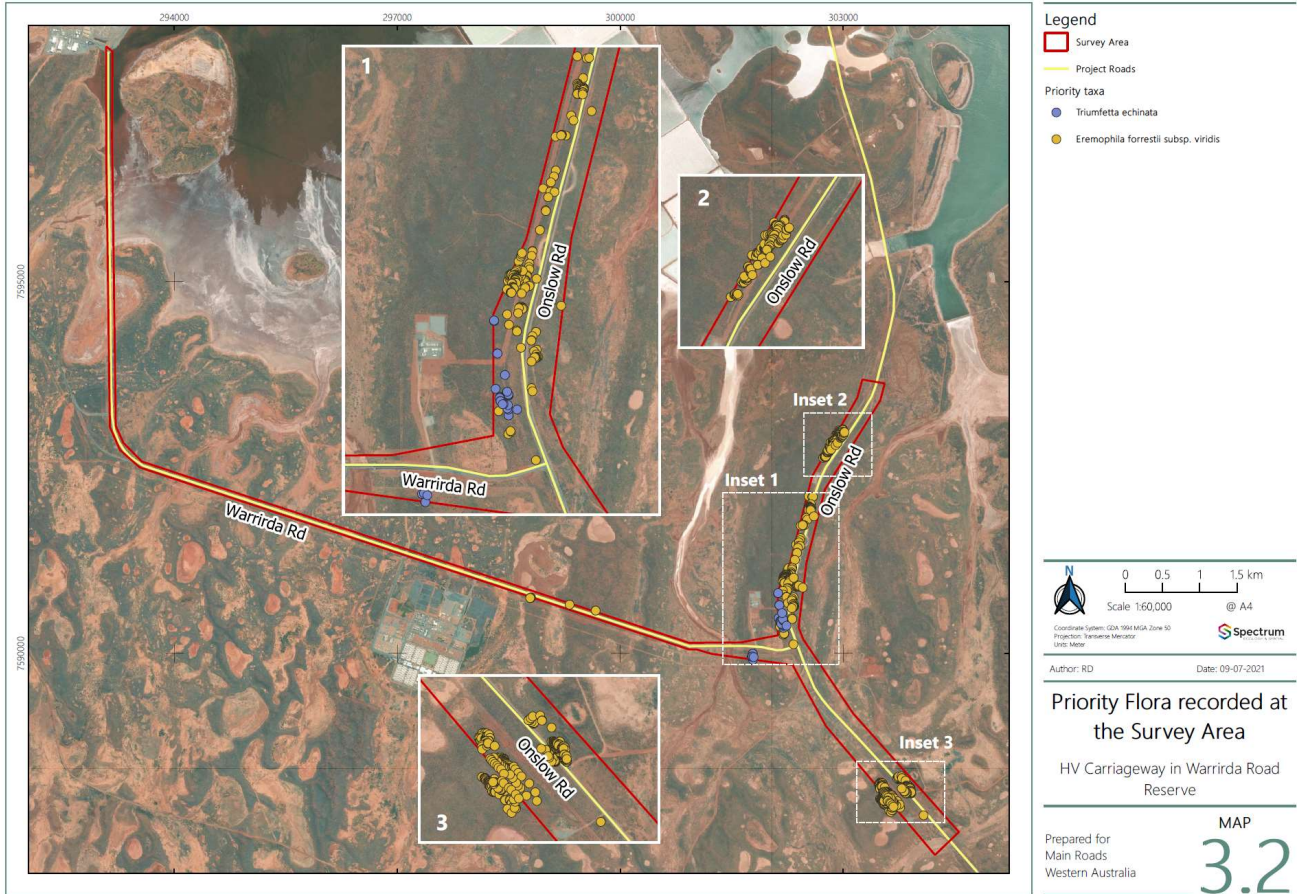 294000
297000
300000
303000
7595000
7590000
1
Onslow Rd
Warrirda Rd
2
Onslow Rd
Inset 2
Onslow Rd
Inset 1
Warrirda Rd
Inset 3
3
Onslow Rd
Legend
Survey Area
Project Roads
Priority taxa
Triumfetta echinata
Eremophila forrestii subsp. viridis
N
0 0.5 1 1.5 km
Scale 1:60,000 @ A4
Coordinate System: GDA 1994 MGA Zone 50
Projection: Transverse Mercator
Units: Meter
Spectrum
Author: RD Date: 09-07-2021
Priority Flora recorded at
the Survey Area
HV Carriageway in Warrirda Road
Reserve
Prepared for
Main Roads
Western Australia
MAP
3.2